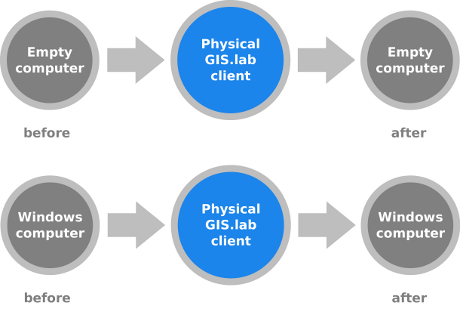 Empty
computer
Physical
GIS.lab
client
Empty
computer
before
after
Windows
computer
Physical
GIS.lab
client
Windows
computer
before
after